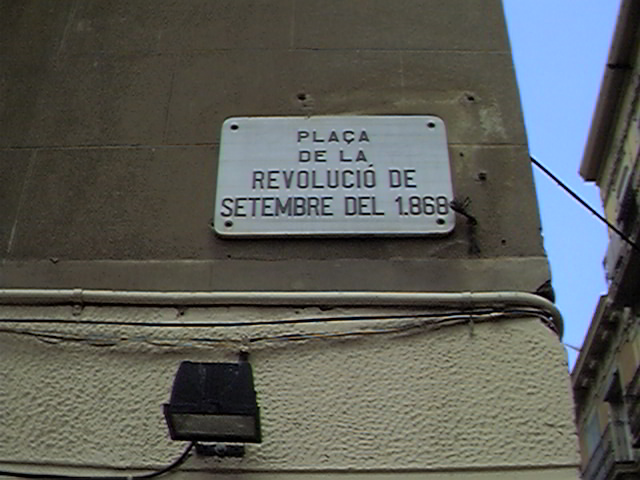 PLAÇA
DE LA
REVOLUCIÓ DE
SETEMBRE DEL 1.868